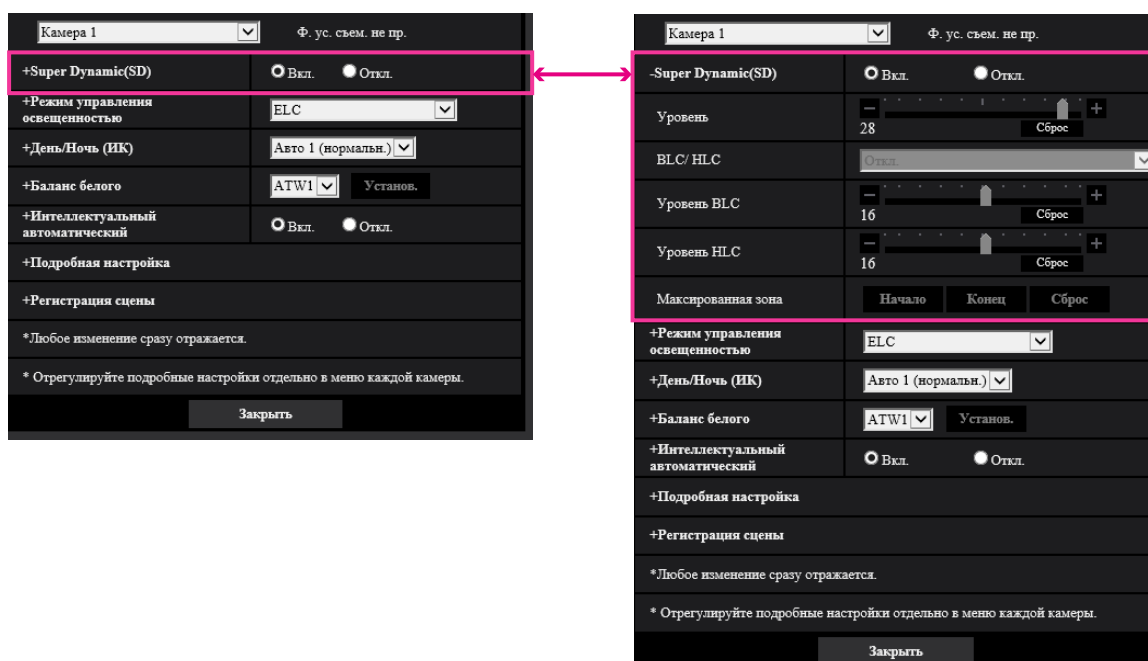 Камера 1 Ф. ус. съем. не пр.
+Super Dynamic(SD) Вкл. Откл.
+Режим управления
освещенностью
ELC
+День/Ночь (ИК) Авто 1 (нормальн.)
+Баланс белого ATW1 Установ.
+Интеллектуальный
автоматический
Вкл. Откл.
+Подробная настройка
+Регистрация сцены
*Любое изменение сразу отражается.
* Отрегулируйте подробные настройки отдельно в меню каждой камеры.
Закрыть
Камера 1 Ф. ус. съем. не пр.
-Super Dynamic(SD) Вкл. Откл.
Уровень - +
28 Сброс
BLC/ HLC Откл.
Уровень BLC - +
16 Сброс
Уровень HLC - +
16 Сброс
Максированная зона Начало Конец Сброс
+Режим управления
освещенностью
ELC
+День/Ночь (ИК) Авто 1 (нормальн.)
+Баланс белого ATW1 Установ.
+Интеллектуальный
автоматический
Вкл. Откл.
+Подробная настройка
+Регистрация сцены
*Любое изменение сразу отражается.
* Отрегулируйте подробные настройки отдельно в меню каждой камеры.
Закрыть